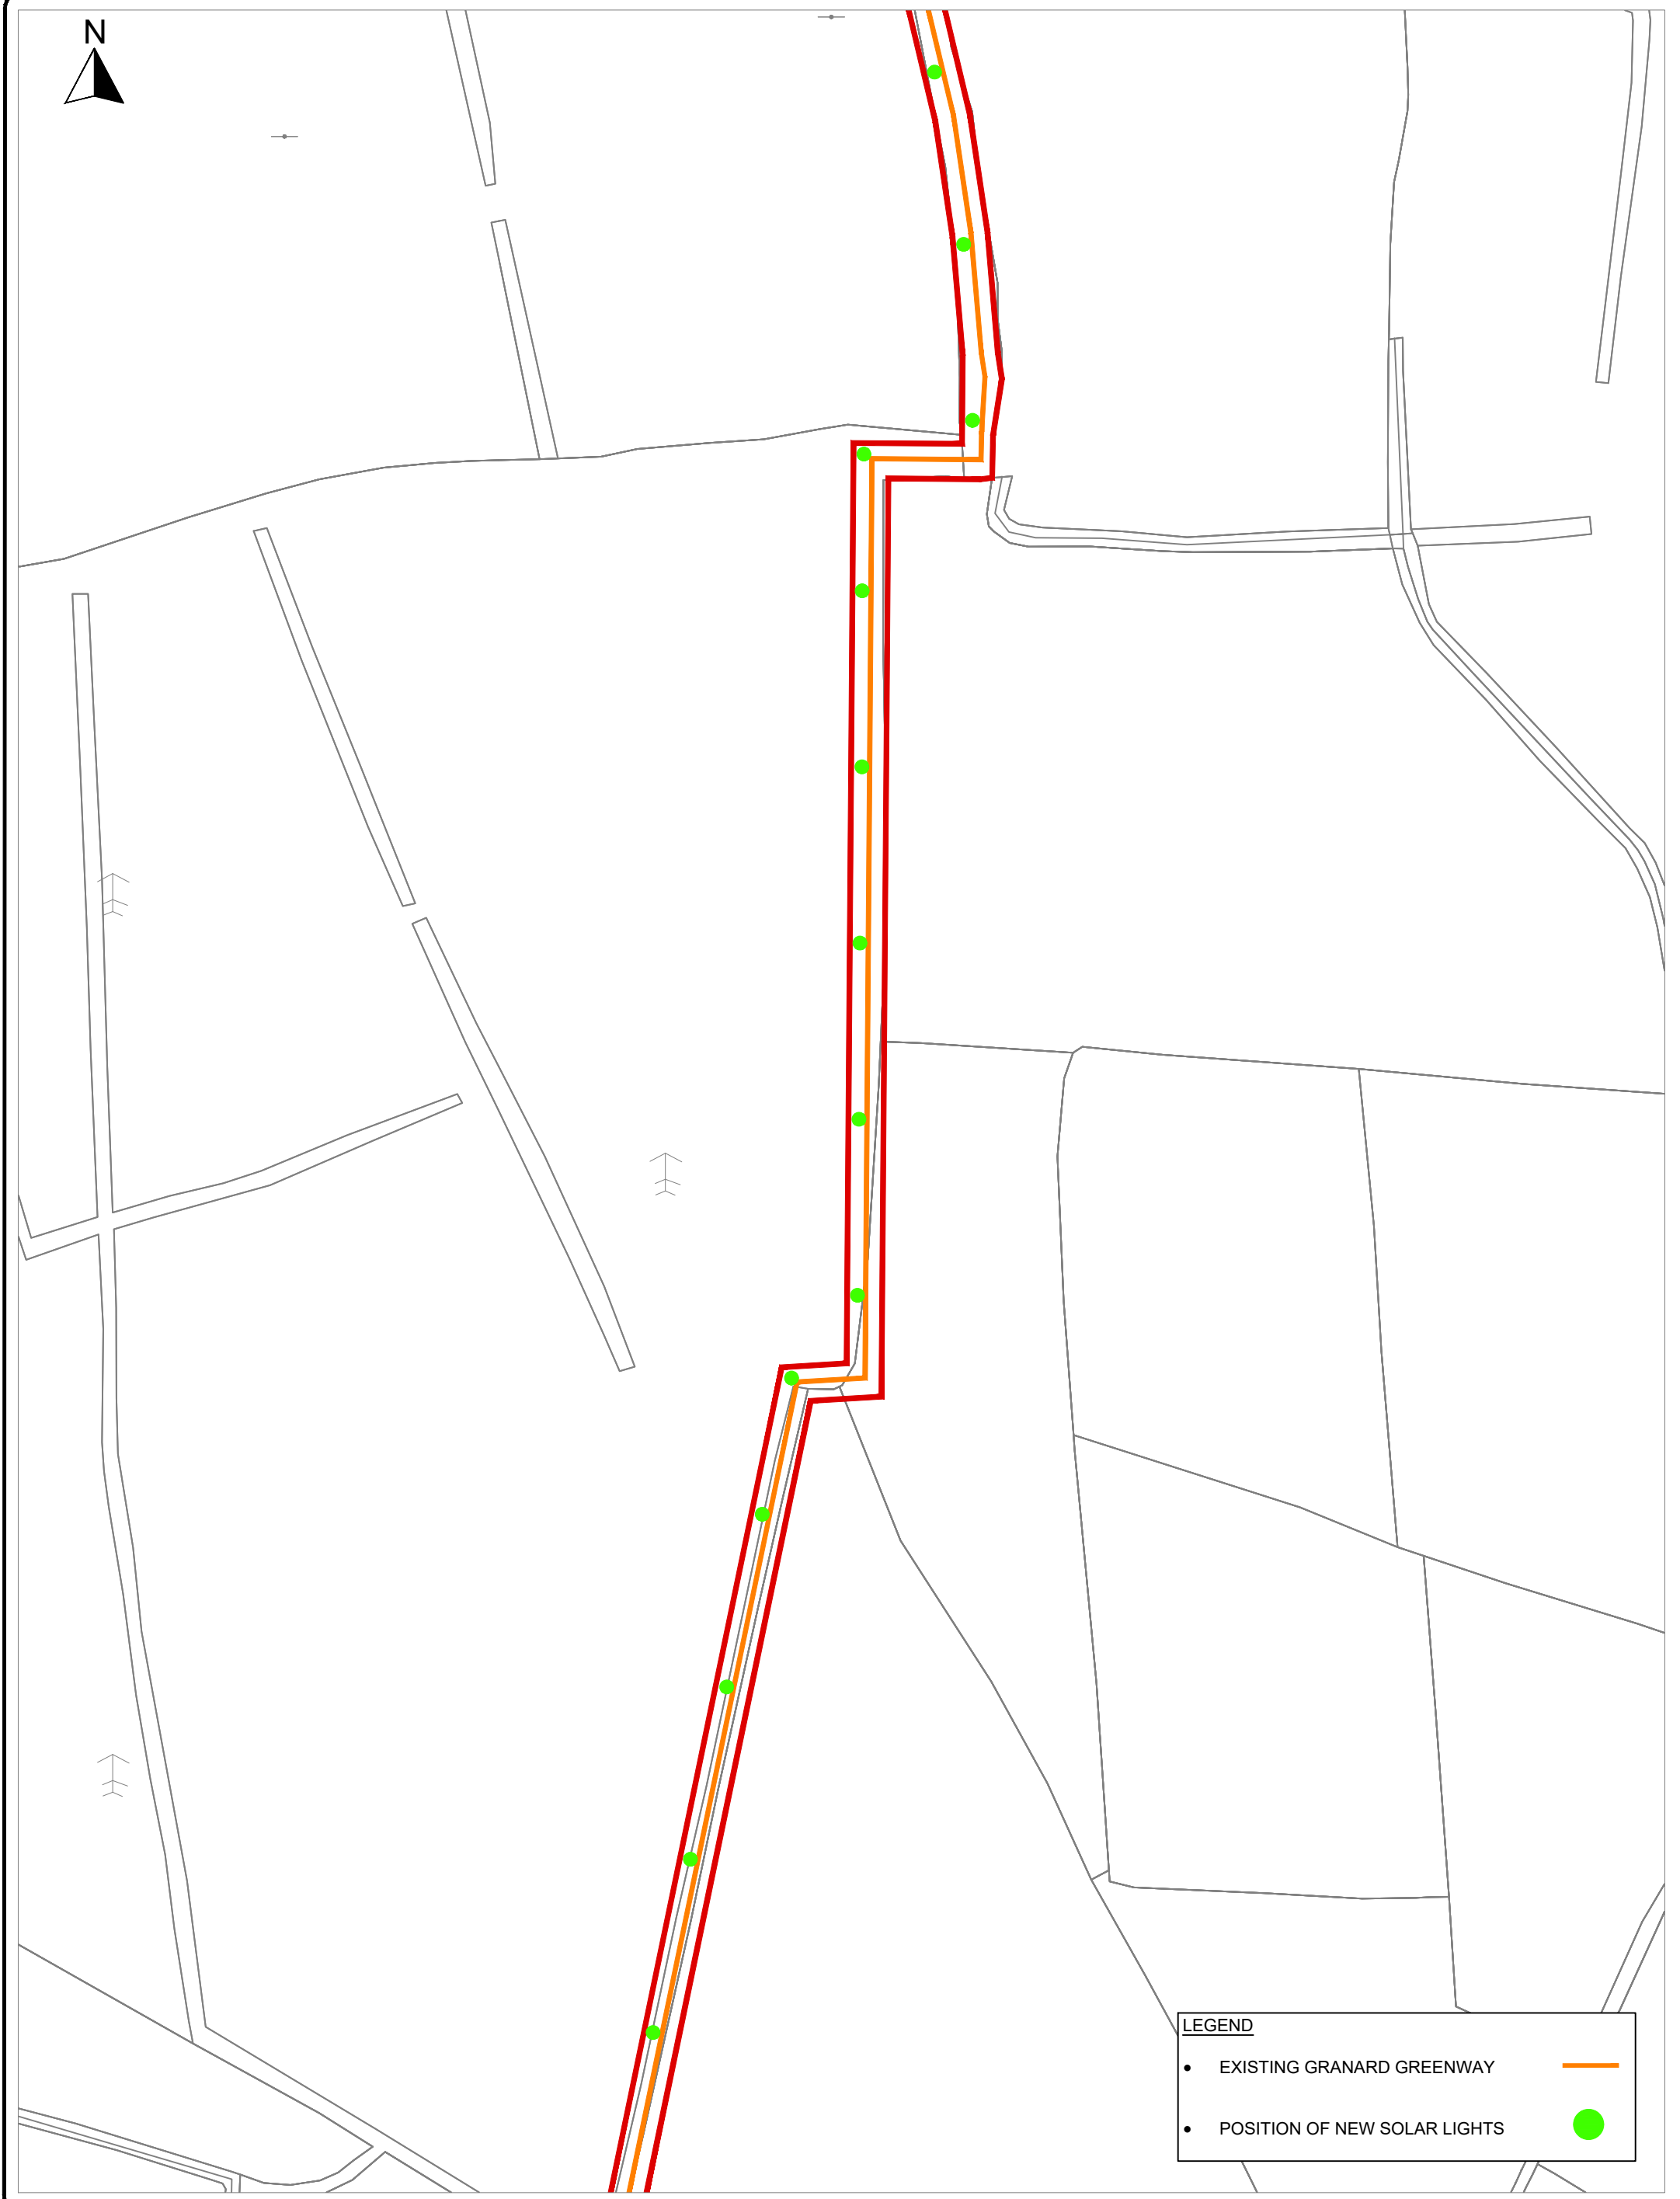 N
LEGEND
• EXISTING GRANARD GREENWAY
• POSITION OF NEW SOLAR LIGHTS